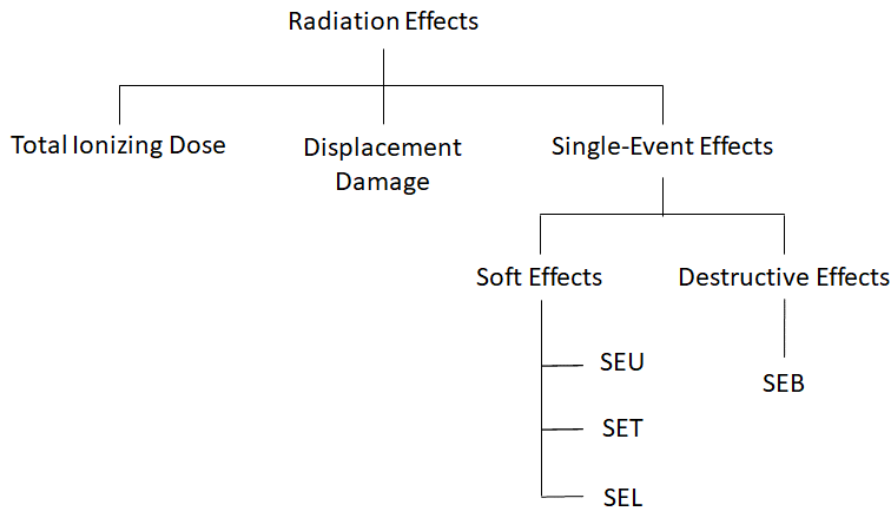 Radiation Effects
Total Ionizing Dose
Displacement
Damage
Single-Event Effects
Soft Effects
Destructive Effects
SEU
SEB
SET
SEL